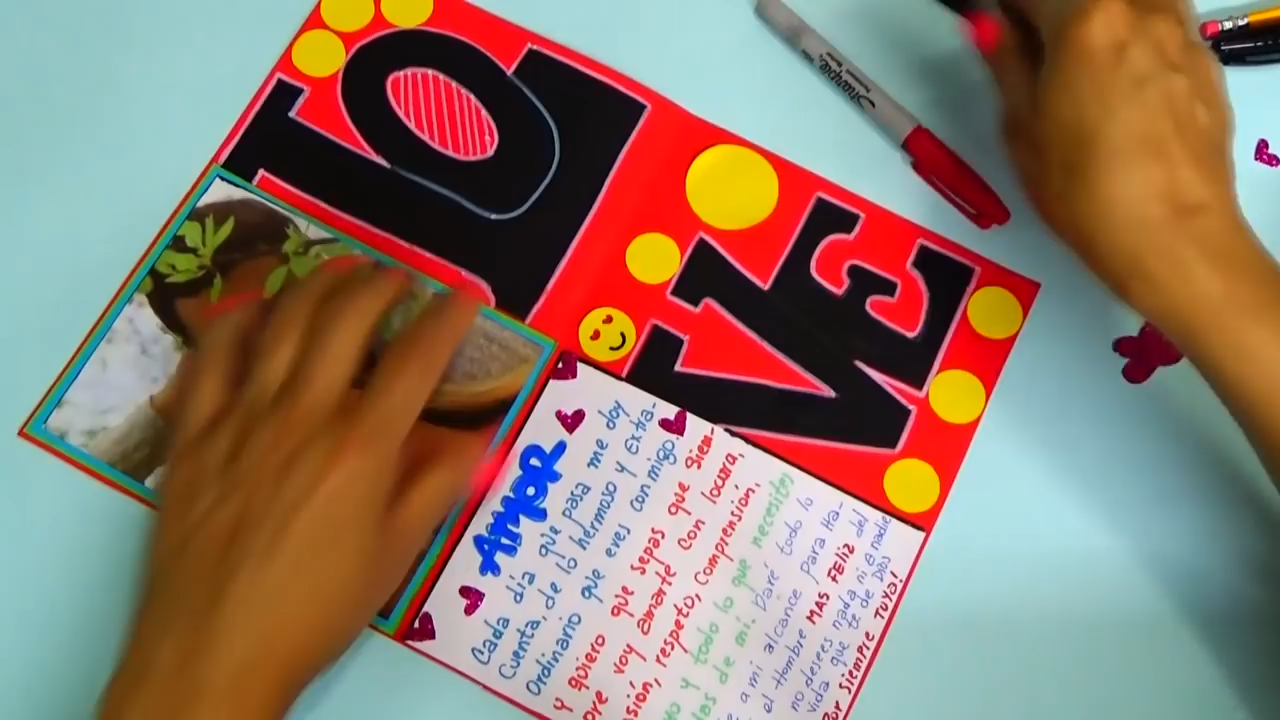 LO
VE
Sharpie
AMOR
Cada día que pasa me doy
Cuenta, de lo hermoso y Extra-
Ordinario que eres conmigo.
y quiero que sepas que siem-
pre voy amarte con locura,
sión, respeto, Comprensión,
y todo lo que necesites
de mí. Daré todo lo
a mi alcance para Ha-
el Hombre MAS FELiz del
no desees nada ni a nadie
vida que te de Dios
Por Siempre Tuya!